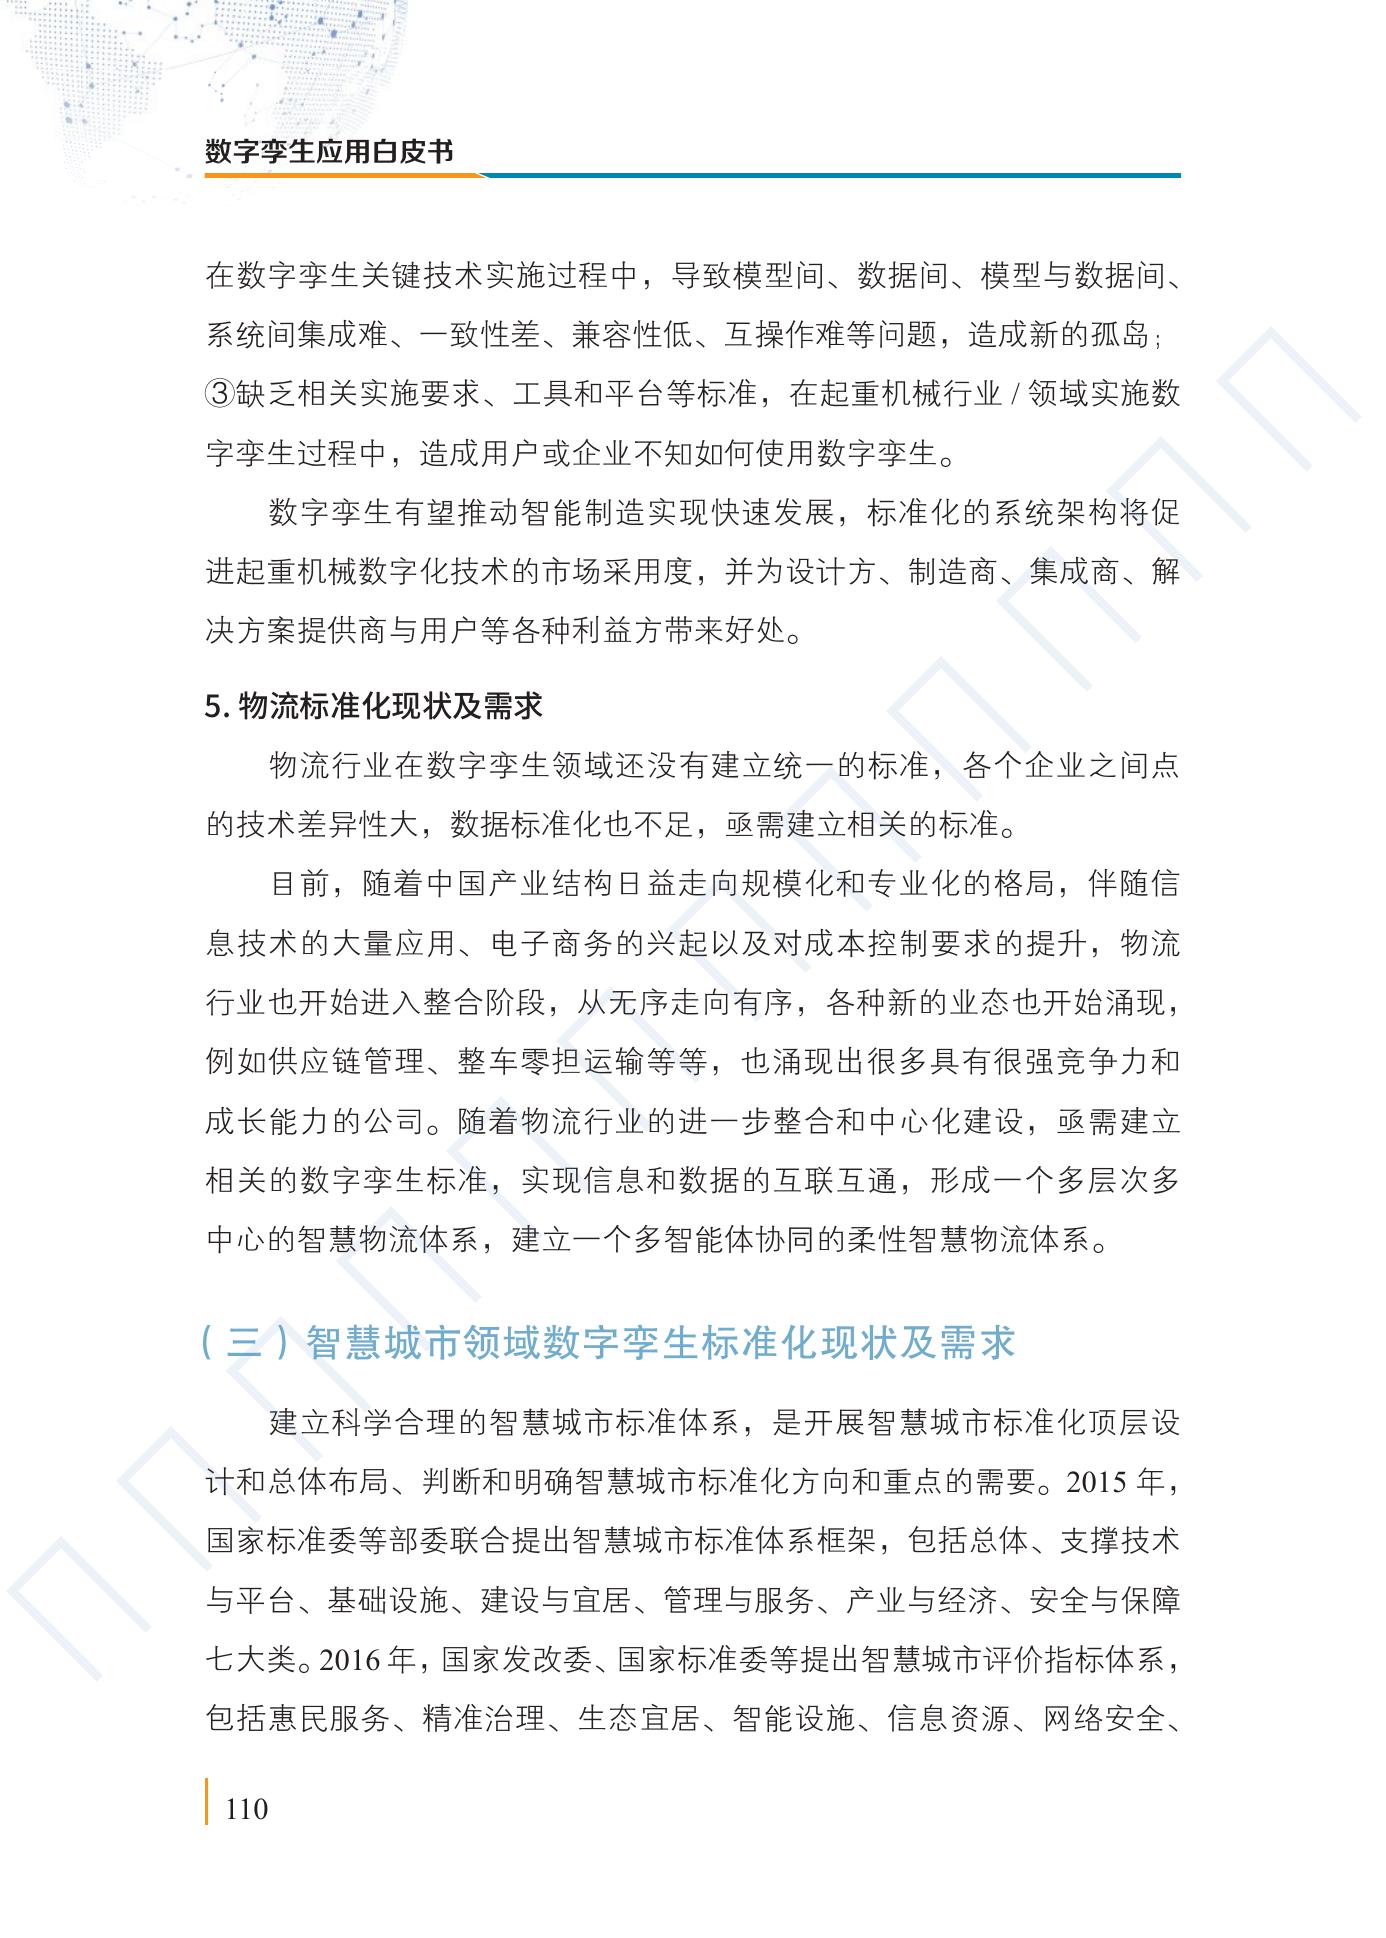 数字孪生应用白皮书
在数字孪生关键技术实施过程中，导致模型间、数据间、模型与数据间、
系统间集成难、一致性差、兼容性低、互操作难等问题，造成新的孤岛；
③缺乏相关实施要求、工具和平台等标准，在起重机械行业 / 领域实施数
字孪生过程中，造成用户或企业不知如何使用数字孪生。
数字孪生有望推动智能制造实现快速发展，标准化的系统架构将促
进起重机械数字化技术的市场采用度，并为设计方、制造商、集成商、解
决方案提供商与用户等各种利益方带来好处。
5. 物流标准化现状及需求
物流行业在数字孪生领域还没有建立统一的标准，各个企业之间点
的技术差异性大，数据标准化也不足，亟需建立相关的标准。
目前，随着中国产业结构日益走向规模化和专业化的格局，伴随信
息技术的大量应用、电子商务的兴起以及对成本控制要求的提升，物流
行业也开始进入整合阶段，从无序走向有序，各种新的业态也开始涌现，
例如供应链管理、整车零担运输等等，也涌现出很多具有很强竞争力和
成长能力的公司。随着物流行业的进一步整合和中心化建设，亟需建立
相关的数字孪生标准，实现信息和数据的互联互通，形成一个多层次多
中心的智慧物流体系，建立一个多智能体协同的柔性智慧物流体系。
（三）智慧城市领域数字孪生标准化现状及需求
建立科学合理的智慧城市标准体系，是开展智慧城市标准化顶层设
计和总体布局、判断和明确智慧城市标准化方向和重点的需要。2015 年，
国家标准委等部委联合提出智慧城市标准体系框架，包括总体、支撑技术
与平台、基础设施、建设与宜居、管理与服务、产业与经济、安全与保障
七大类。2016 年，国家发改委、国家标准委等提出智慧城市评价指标体系，
包括惠民服务、精准治理、生态宜居、智能设施、信息资源、网络安全、
110